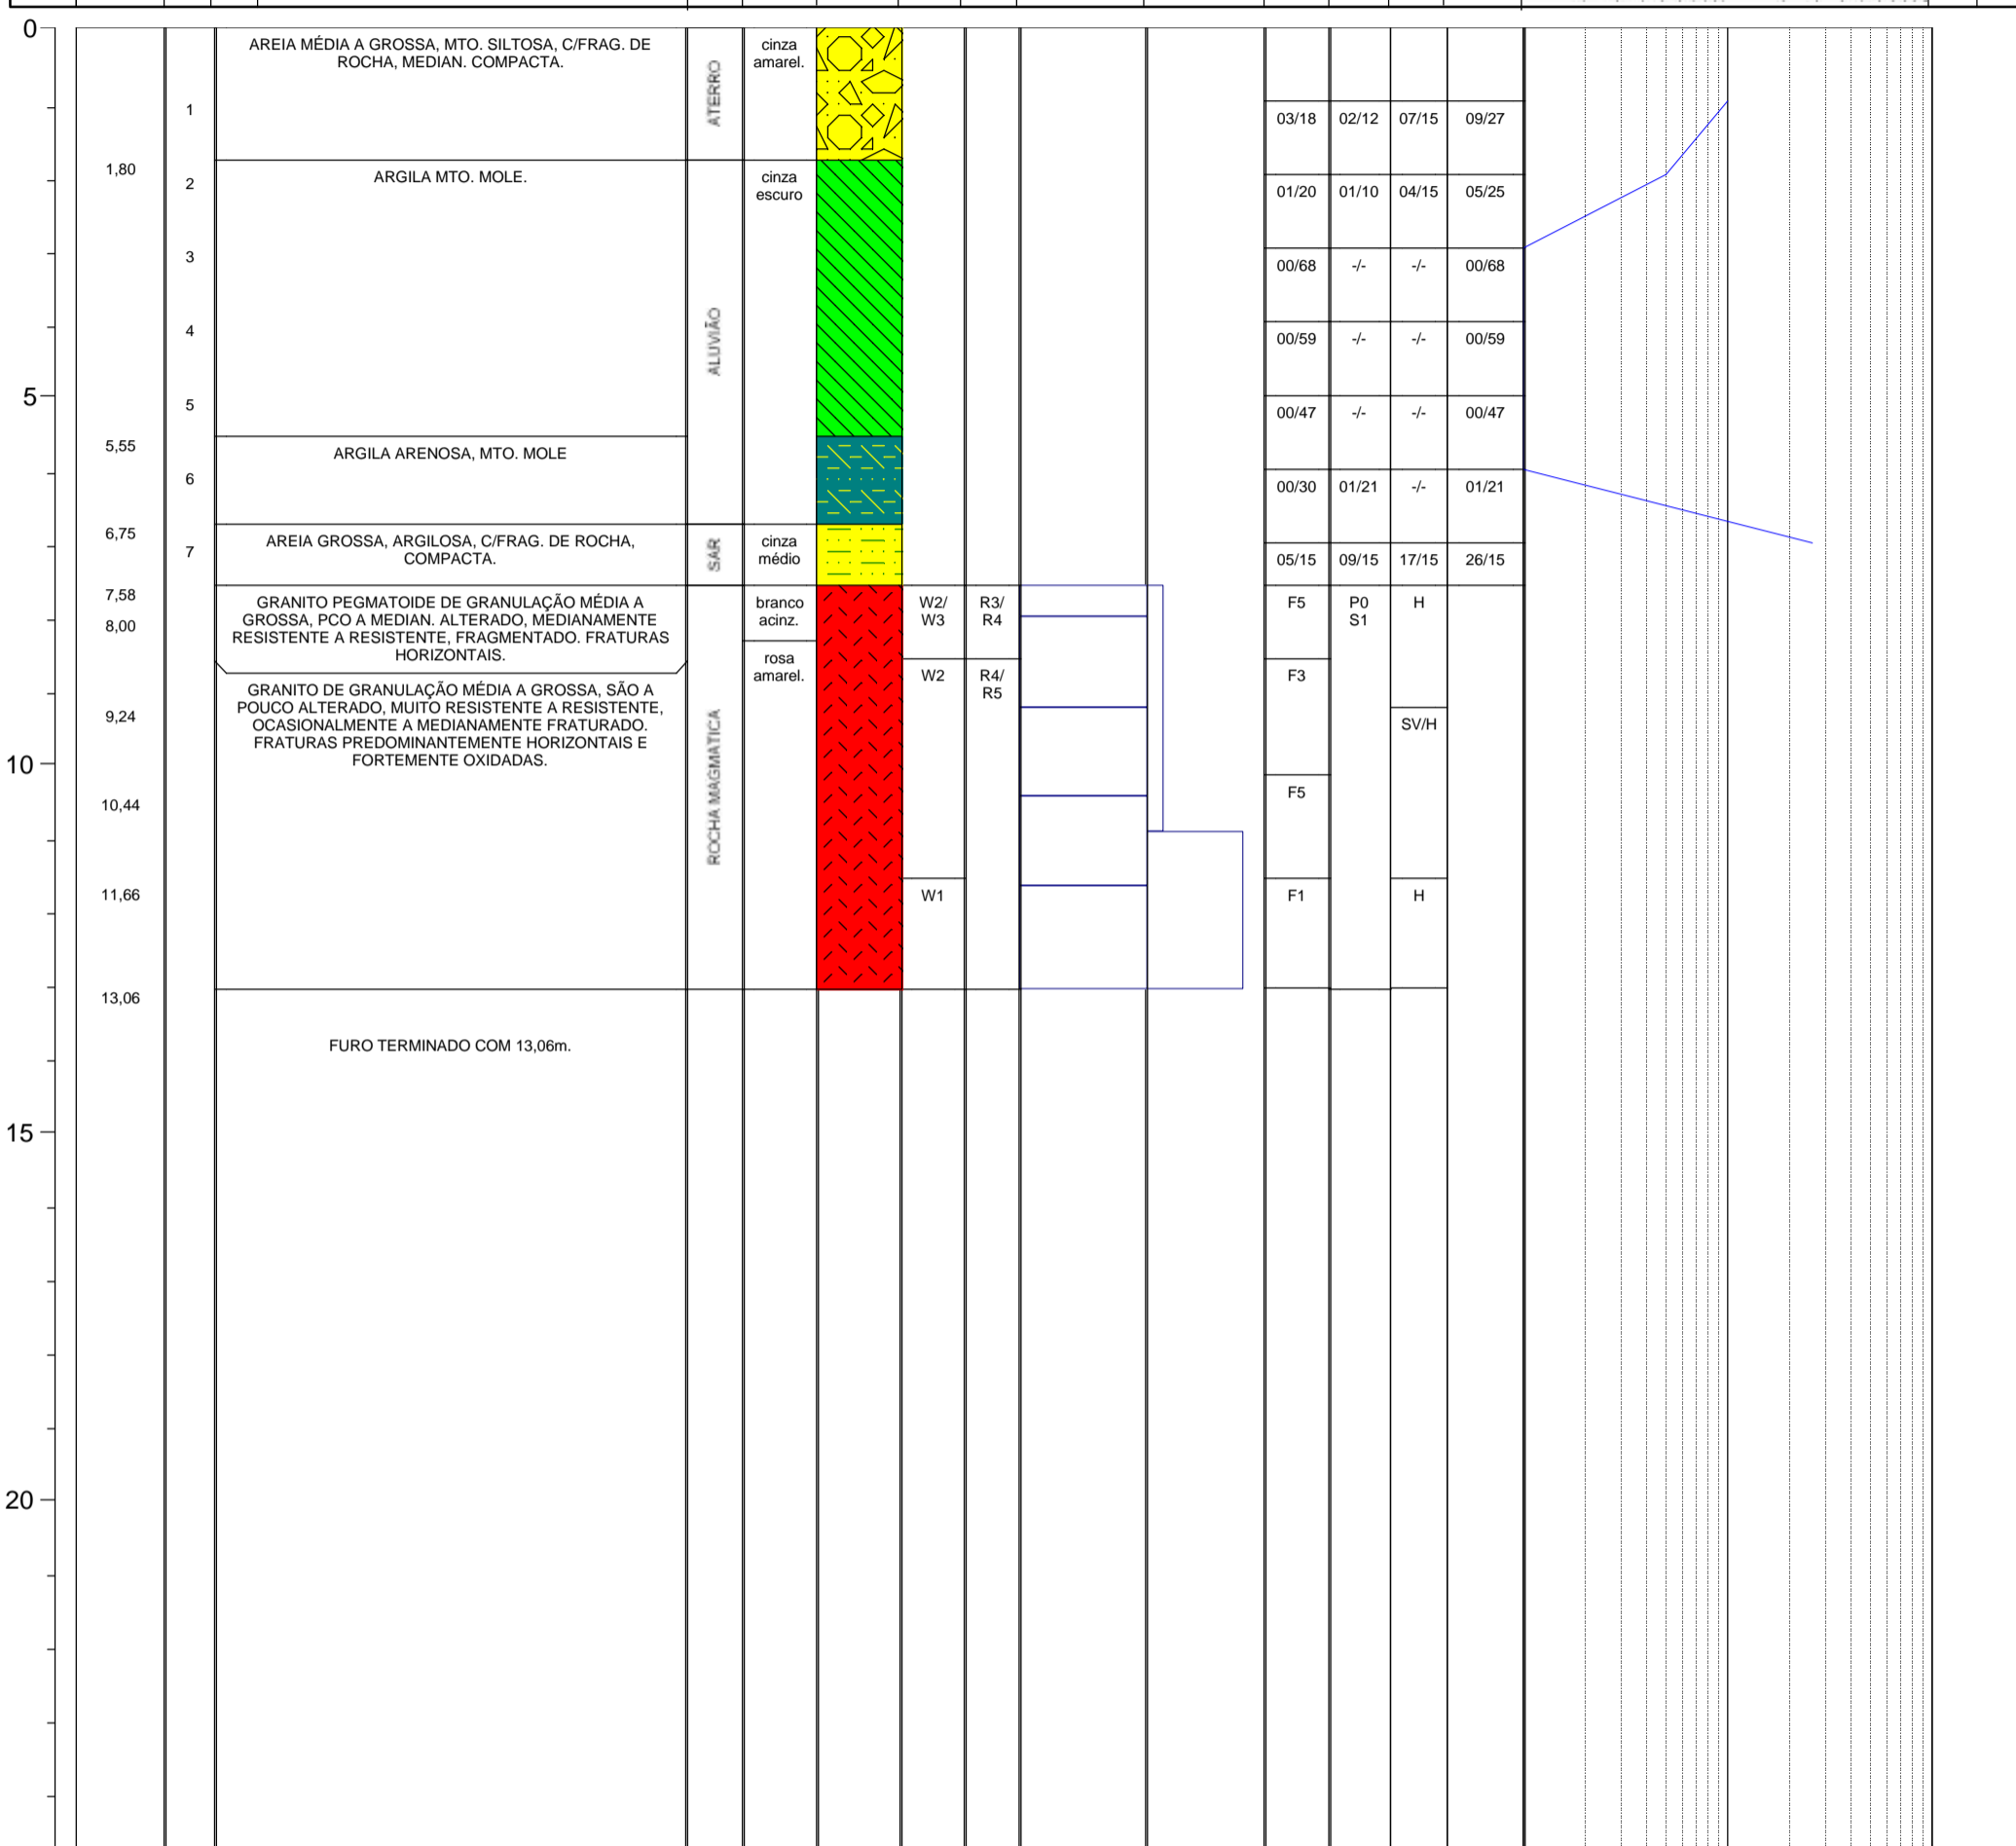 0
AREIA MÉDIA A GROSSA, MTO. SILTOSA, C/FRAG. DE
ROCHA, MEDIAN. COMPACTA.
ATERRO
cinza
amarel.
1
03/18 02/12 07/15 09/27
1,80
2
ARGILA MTO. MOLE.
ALUVIÃO
cinza
escuro
01/20 01/10 04/15 05/25
3
00/68 -/- -/- 00/68
4
00/59 -/- -/- 00/59
5
5
00/47 -/- -/- 00/47
5,55
ARGILA ARENOSA, MTO. MOLE
6
00/30 01/21 -/- 01/21
6,75
7
AREIA GROSSA, ARGILOSA, C/FRAG. DE ROCHA,
COMPACTA.
SAR
cinza
médio
05/15 09/15 17/15 26/15
7,58
8,00
GRANITO PEGMATOIDE DE GRANULAÇÃO MÉDIA A
GROSSA, PCO A MEDIAN. ALTERADO, MEDIANAMENTE
RESISTENTE A RESISTENTE, FRAGMENTADO. FRATURAS
HORIZONTAIS.
ROCHA MAGMATICA
branco
acinz.
W2/
W3
R3/
R4
F5
P0
S1
H
GRANITO DE GRANULAÇÃO MÉDIA A GROSSA, SÃO A
POUCO ALTERADO, MUITO RESISTENTE A RESISTENTE,
OCASIONALMENTE A MEDIANAMENTE FRATURADO.
FRATURAS PREDOMINANTEMENTE HORIZONTAIS E
FORTEMENTE OXIDADAS.
rosa
amarel.
W2
R4/
R5
F3
9,24
SV/H
10
10,44
F5
11,66
W1
F1
H
13,06
FURO TERMINADO COM 13,06m.
15
20